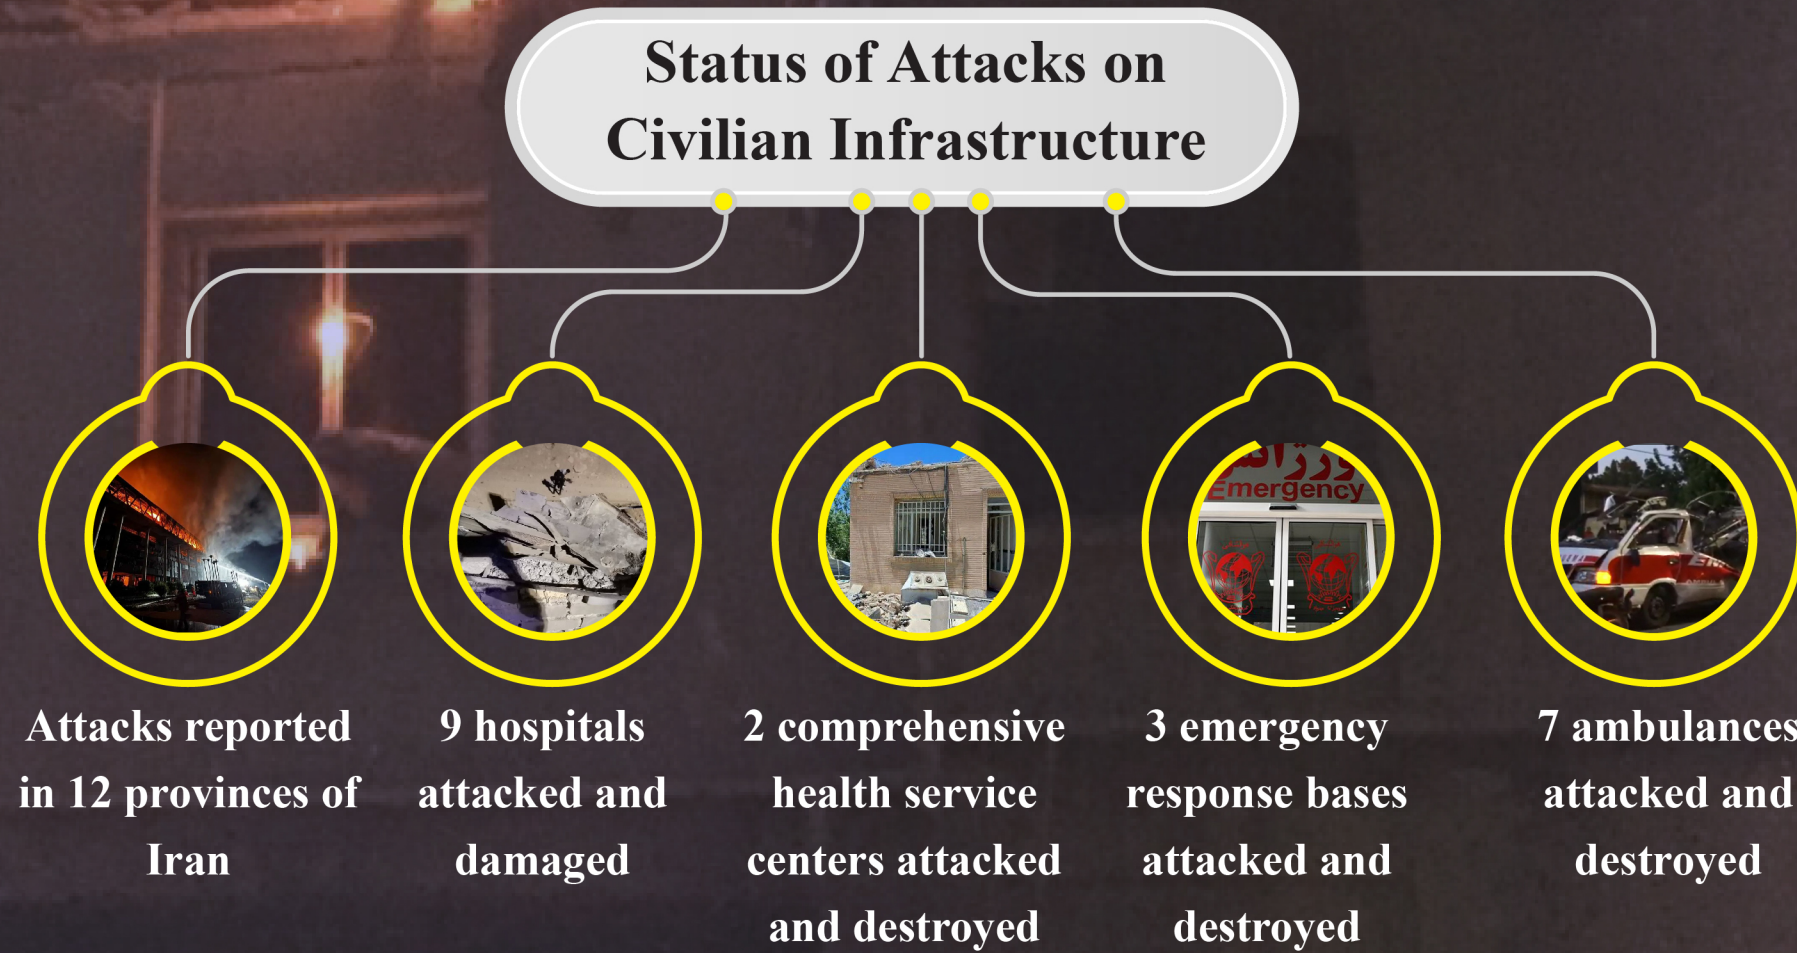 Status of Attacks on
Civilian Infrastructure
Emergency
Attacks reported
in 12 provinces of
Iran
9 hospitals
attacked and
damaged
2 comprehensive
health service
centers attacked
and destroyed
3 emergency
response bases
attacked and
destroyed
7 ambulances
attacked and
destroyed